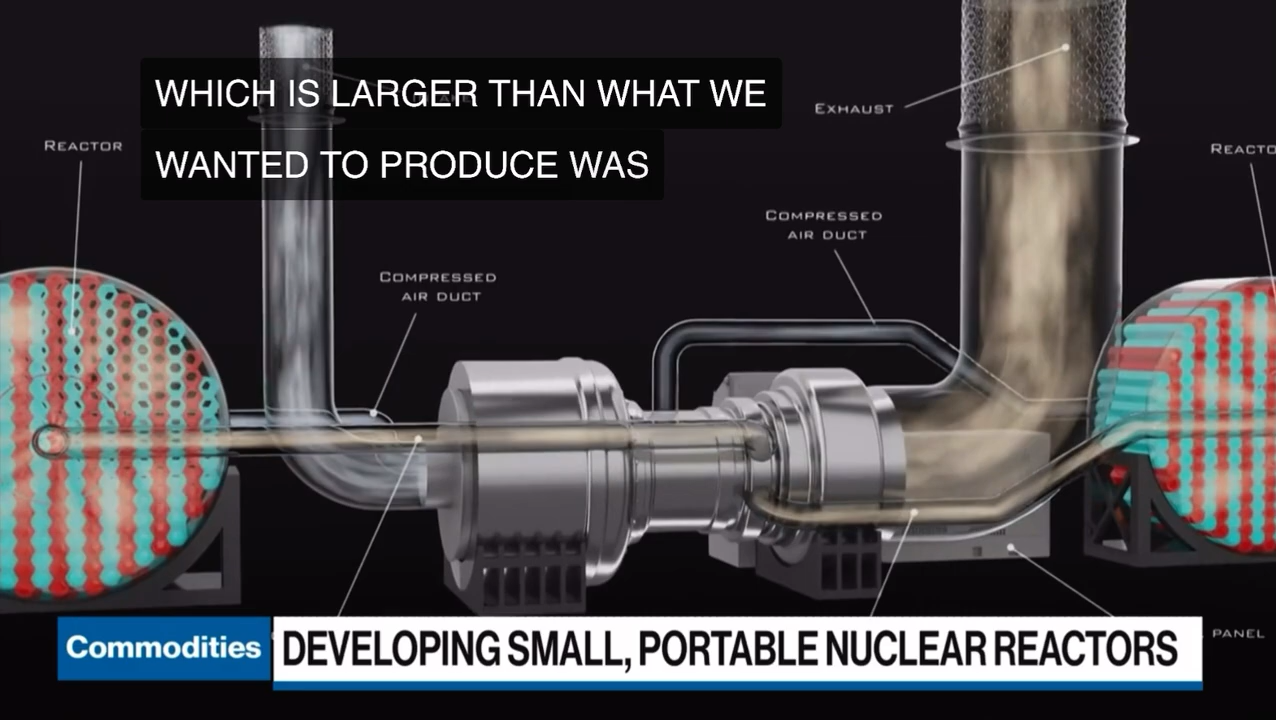 WHICH IS LARGER THAN WHAT WE
WANTED TO PRODUCE WAS
EXHAUST
REACTOR
REACTO
COMPRESSED
AIR DUCT
COMPRESSED
AIR DUCT
PANEL
Commodities
DEVELOPING SMALL, PORTABLE NUCLEAR REACTORS